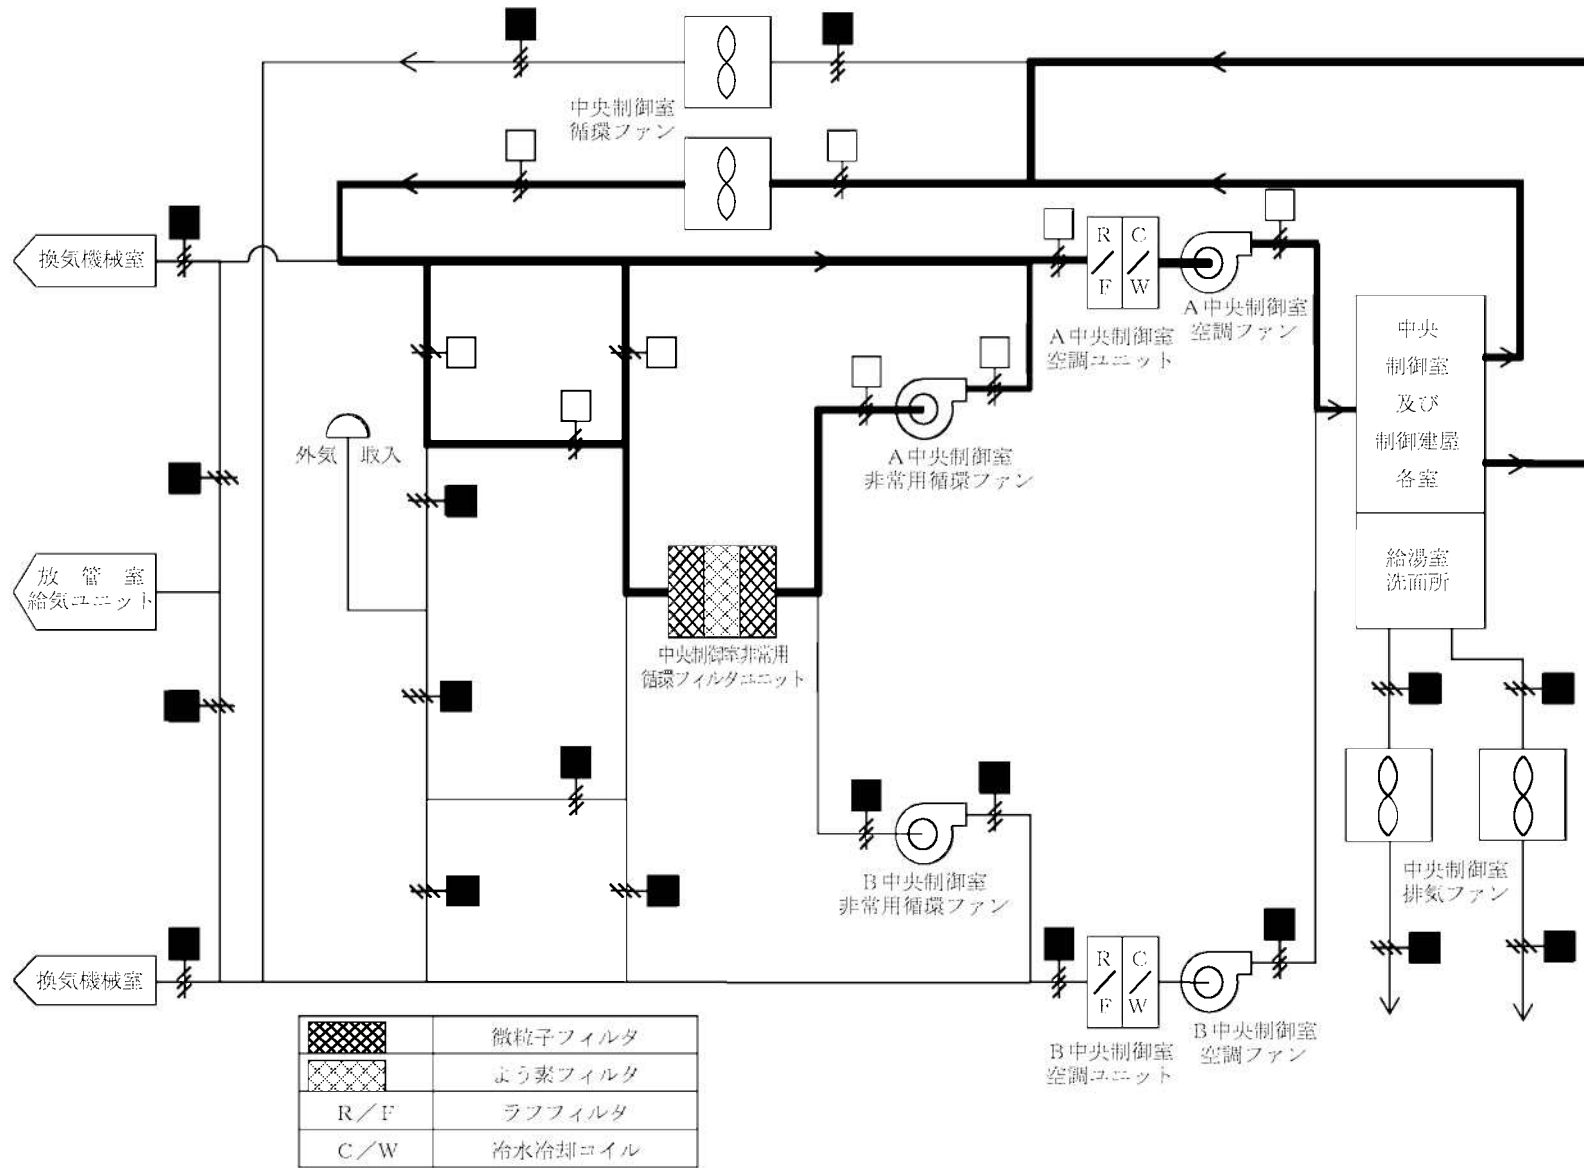 中央制御室
循環ファン
換気機械室
R
F
C
W
A中央制御室
空調ファン
A中央制御室
空調ユニット
中央
制御室
及び
制御建屋
各室
外気 取入
A中央制御室
非常用循環ファン
放管室
給気ユニット
給湯室
洗面所
中央制御室非常用
循環フィルタユニット
B中央制御室
非常用循環ファン
中央制御室
排気ファン
換気機械室
R
F
C
W
B中央制御室
空調ファン
B中央制御室
空調ユニット
微粒子フィルタ
よう素フィルタ
R/F ラフフィルタ
C/W 冷水冷却コイル